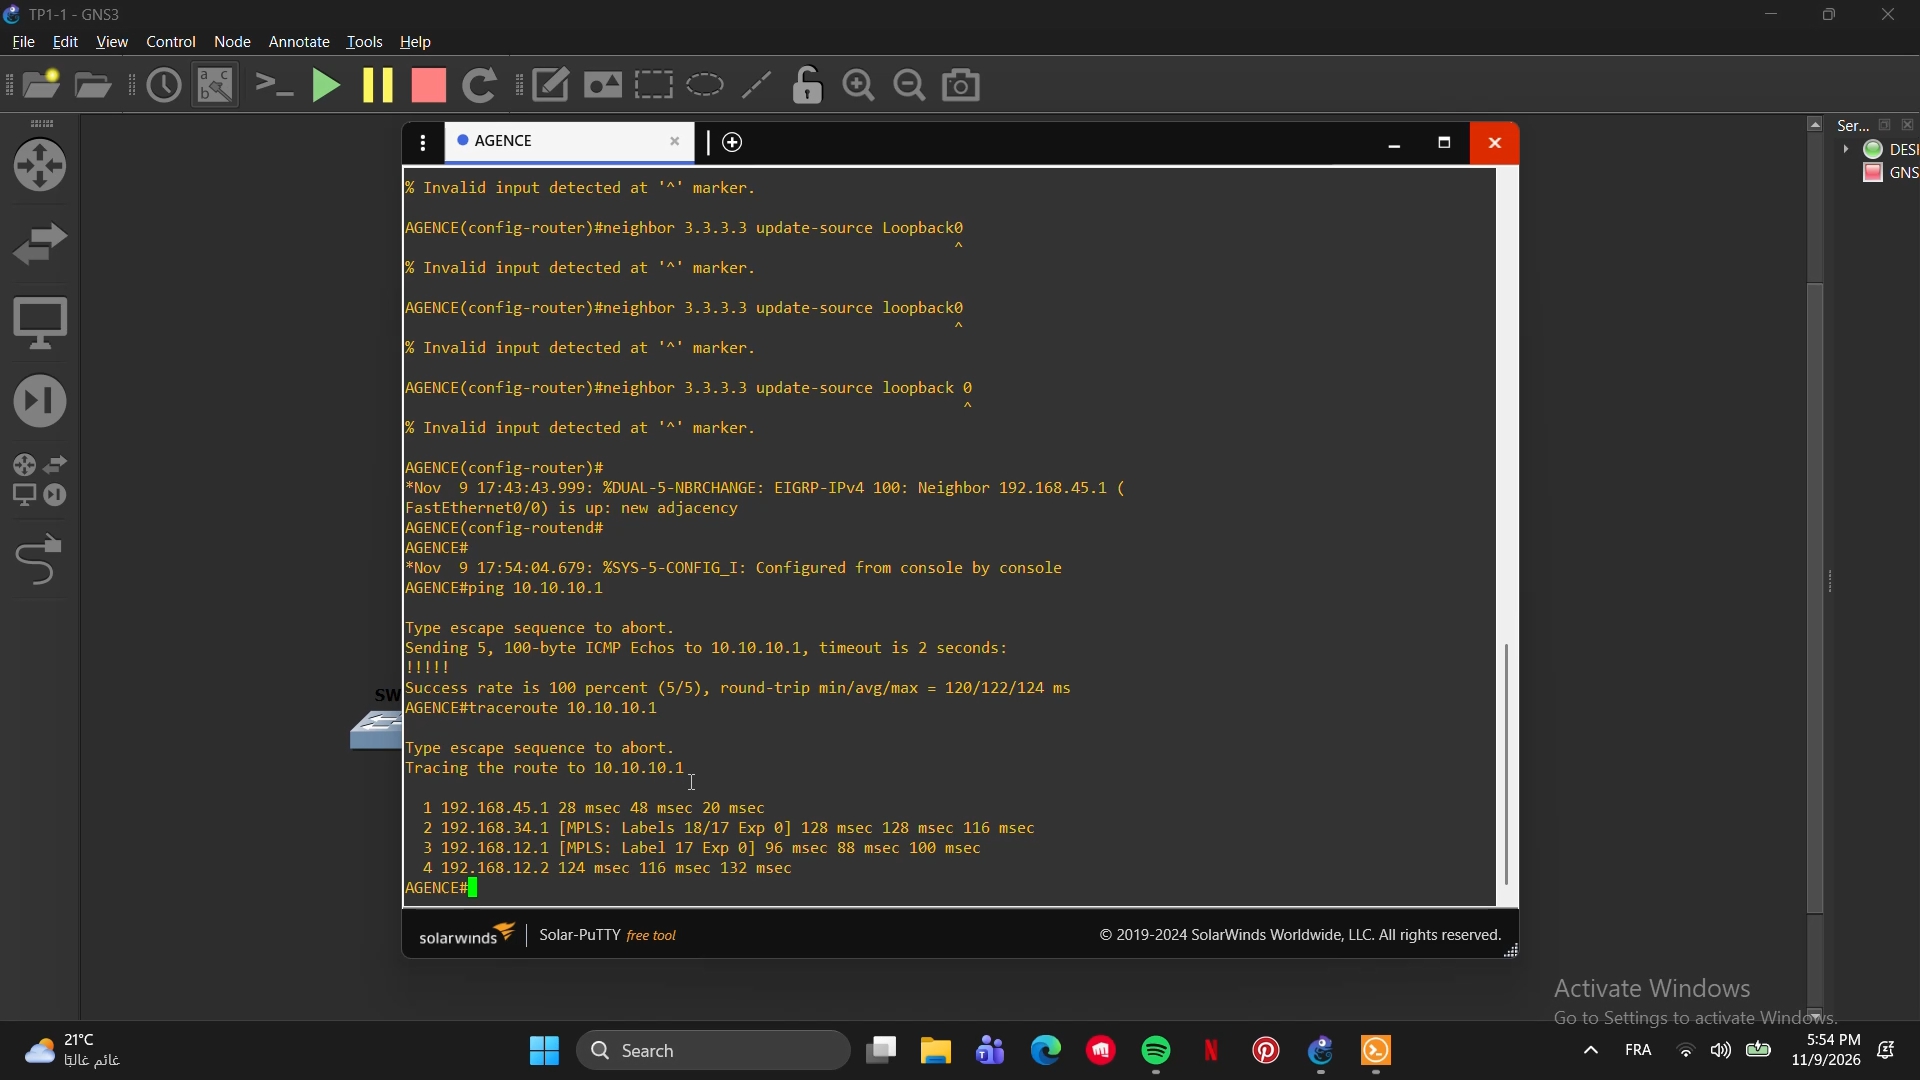 TP1-1 - GNS3
File Edit View Control Node Annotate Tools Help
AGENCE
Ser...
DESI
GNS
% Invalid input detected at '^' marker.
AGENCE(config-router)#neighbor 3.3.3.3 update-source Loopback0
^
% Invalid input detected at '^' marker.
AGENCE(config-router)#neighbor 3.3.3.3 update-source loopback0
^
% Invalid input detected at '^' marker.
AGENCE(config-router)#neighbor 3.3.3.3 update-source loopback 0
^
% Invalid input detected at '^' marker.
AGENCE(config-router)#
*Nov  9 17:43:43.999: %DUAL-5-NBRCHANGE: EIGRP-IPv4 100: Neighbor 192.168.45.1 (
FastEthernet0/0) is up: new adjacency
AGENCE(config-routend#
AGENCE#
*Nov  9 17:54:04.679: %SYS-5-CONFIG_I: Configured from console by console
AGENCE#ping 10.10.10.1
Type escape sequence to abort.
Sending 5, 100-byte ICMP Echos to 10.10.10.1, timeout is 2 seconds:
!!!!!
Success rate is 100 percent (5/5), round-trip min/avg/max = 120/122/124 ms
AGENCE#traceroute 10.10.10.1
Type escape sequence to abort.
Tracing the route to 10.10.10.1
1 192.168.45.1 28 msec 48 msec 20 msec
2 192.168.34.1 [MPLS: Labels 18/17 Exp 0] 128 msec 128 msec 116 msec
3 192.168.12.1 [MPLS: Label 17 Exp 0] 96 msec 88 msec 100 msec
4 192.168.12.2 124 msec 116 msec 132 msec
AGENCE#
SW
solarwinds Solar-PuTTY free tool © 2019-2024 SolarWinds Worldwide, LLC. All rights reserved.
Activate Windows
Go to Settings to activate Windows.
21°C
غائم غالبًا
Search
FRA
5:54 PM
11/9/2026